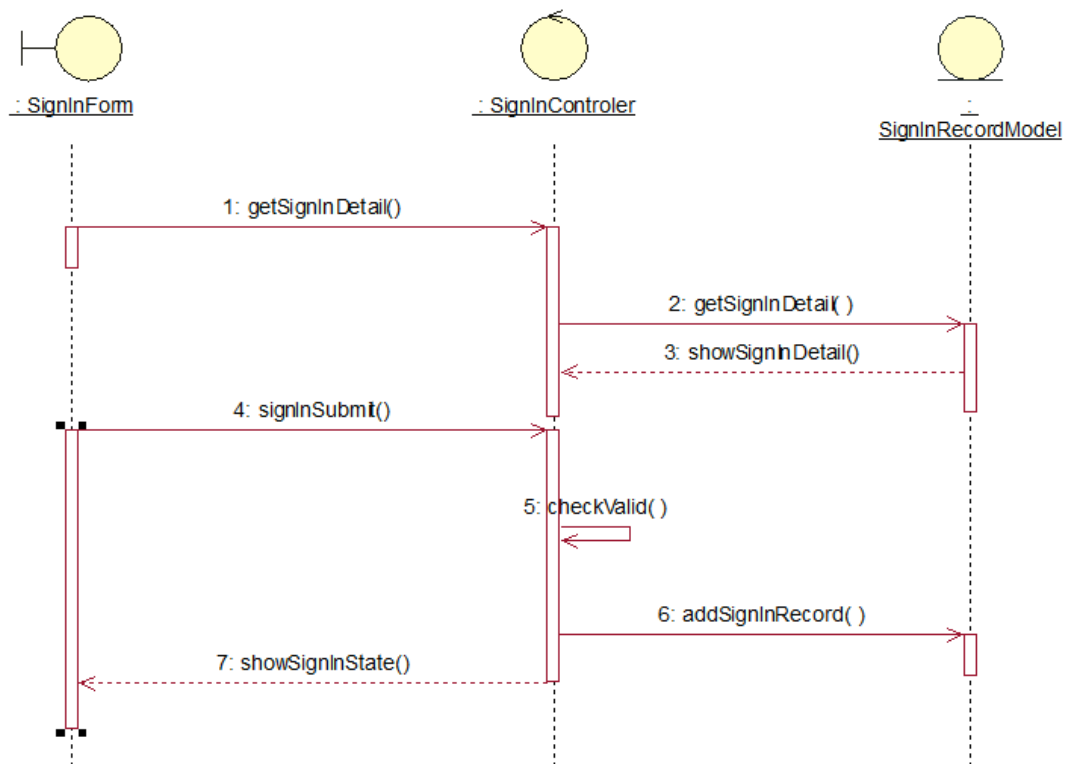 : SignInForm
: SignInControler
:
SignInRecordModel
1: getSignInDetail()
2: getSignInDetail( )
3: showSignInDetail()
4: signInSubmit()
5: checkValid( )
6: addSignInRecord( )
7: showSignInState()